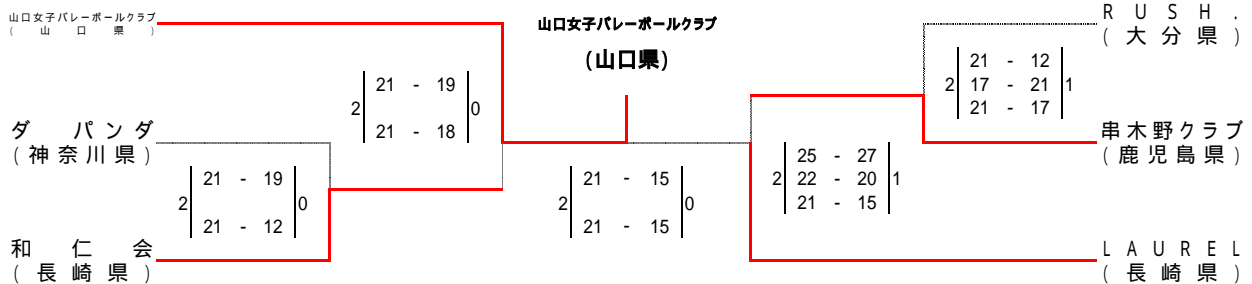 山口女子バレーボールクラブ
(山口県)
ダ パンダ
(神奈川県)
和仁会
(長崎県)
2
21 - 19
21 - 18
0
2
21 - 19
21 - 12
0
山口女子バレーボールクラブ
(山口県)
2
21 - 15
21 - 15
0
2
21 - 12
17 - 21
21 - 17
1
2
25 - 27
22 - 20
21 - 15
1
RUSH.
(大分県)
串木野クラブ
(鹿児島県)
LAUREL
(長崎県)